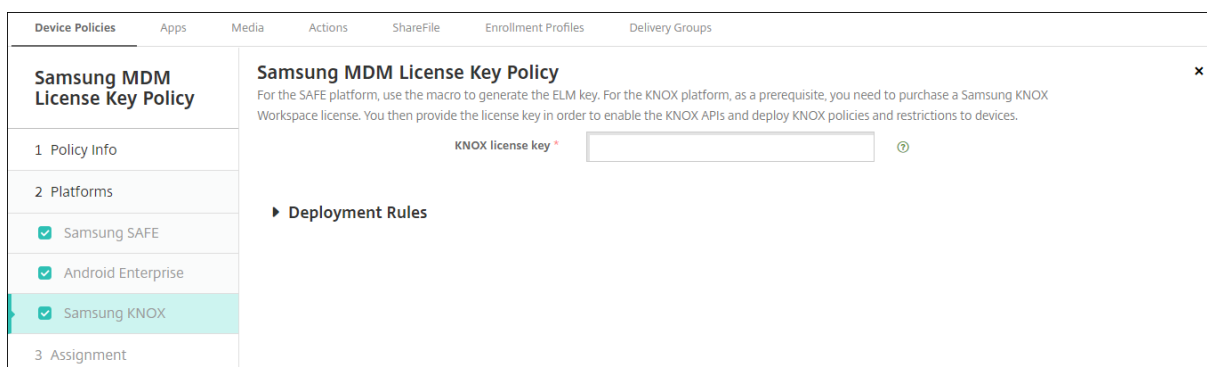 Device Policies Apps Media Actions ShareFile Enrollment Profiles Delivery Groups
Samsung MDM
License Key Policy
1 Policy Info
2 Platforms
Samsung SAFE
Android Enterprise
Samsung KNOX
3 Assignment
Samsung MDM License Key Policy
For the SAFE platform, use the macro to generate the ELM key. For the KNOX platform, as a prerequisite, you need to purchase a Samsung KNOX
Workspace license. You then provide the license key in order to enable the KNOX APIs and deploy KNOX policies and restrictions to devices.
KNOX license key *
Deployment Rules